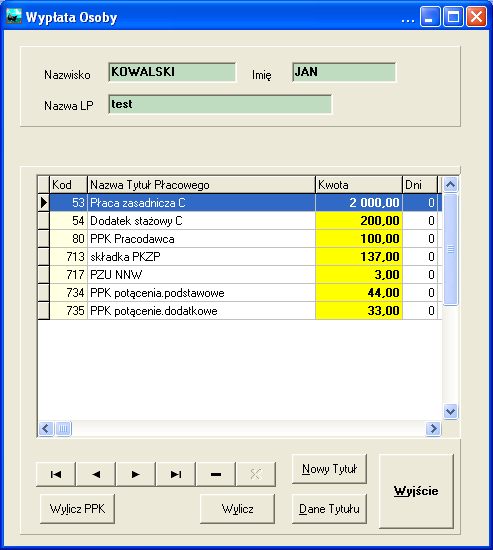 Wypłata Osoby ...
Nazwisko KOWALSKI Imię JAN
Nazwa LP test
Kod Nazwa Tytuł Płacowego Kwota Dni
53 Płaca zasadnicza C 2 000,00 0
54 Dodatek stażowy C 200,00 0
80 PPK Pracodawca 100,00 0
713 składka PKZP 137,00 0
717 PZU NNW 3,00 0
734 PPK potącenia.podstawowe 44,00 0
735 PPK potącenie.dodatkowe 33,00 0
Nowy Tytuł
Wyjście
Wylicz PPK Wylicz Dane Tytułu